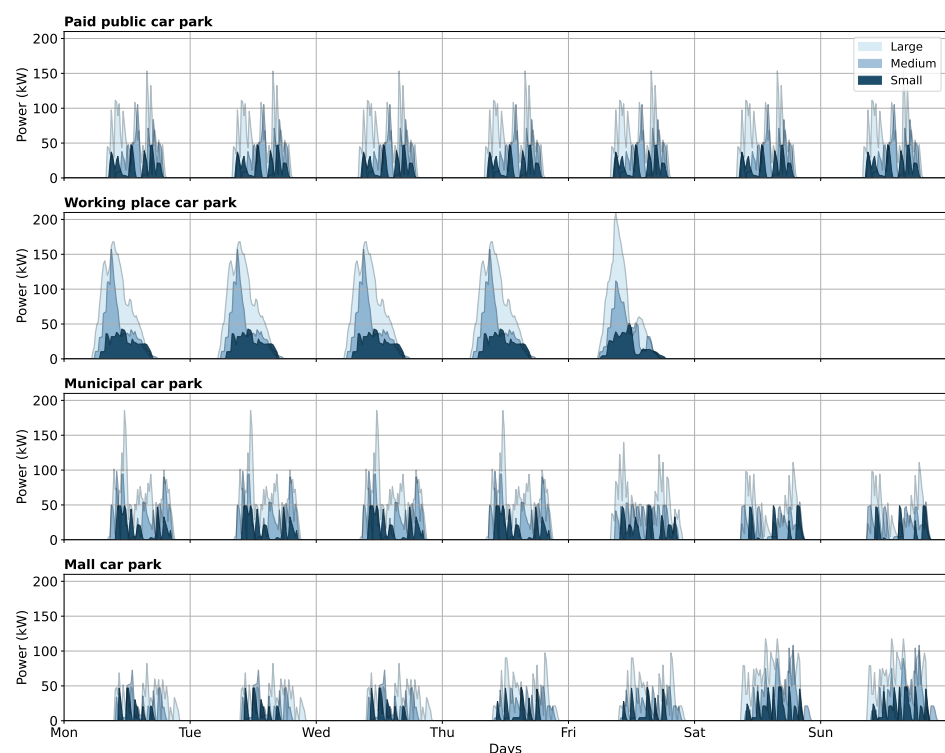 Paid public car park
200
150
100
50
0
Power (kW)
Large
Medium
Small
Working place car park
200
150
100
50
0
Power (kW)
Municipal car park
200
150
100
50
0
Power (kW)
Mall car park
200
150
100
50
0
Power (kW)
Mon Tue Wed Thu Fri Sat Sun
Days